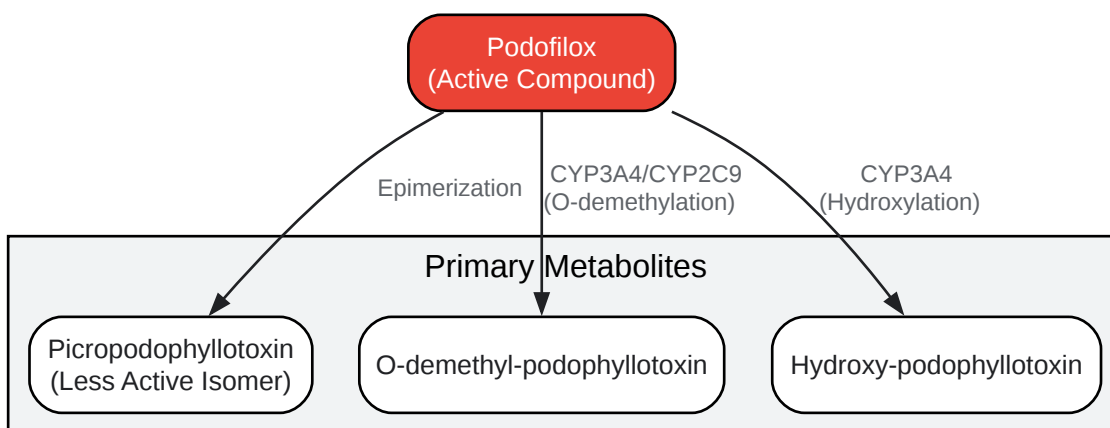 Podofilox
(Active Compound)
Epimerization
CYP3A4/CYP2C9
(O-demethylation)
CYP3A4
(Hydroxylation)
Primary Metabolites
Picropodophyllotoxin
(Less Active Isomer)
O-demethyl-podophyllotoxin
Hydroxy-podophyllotoxin